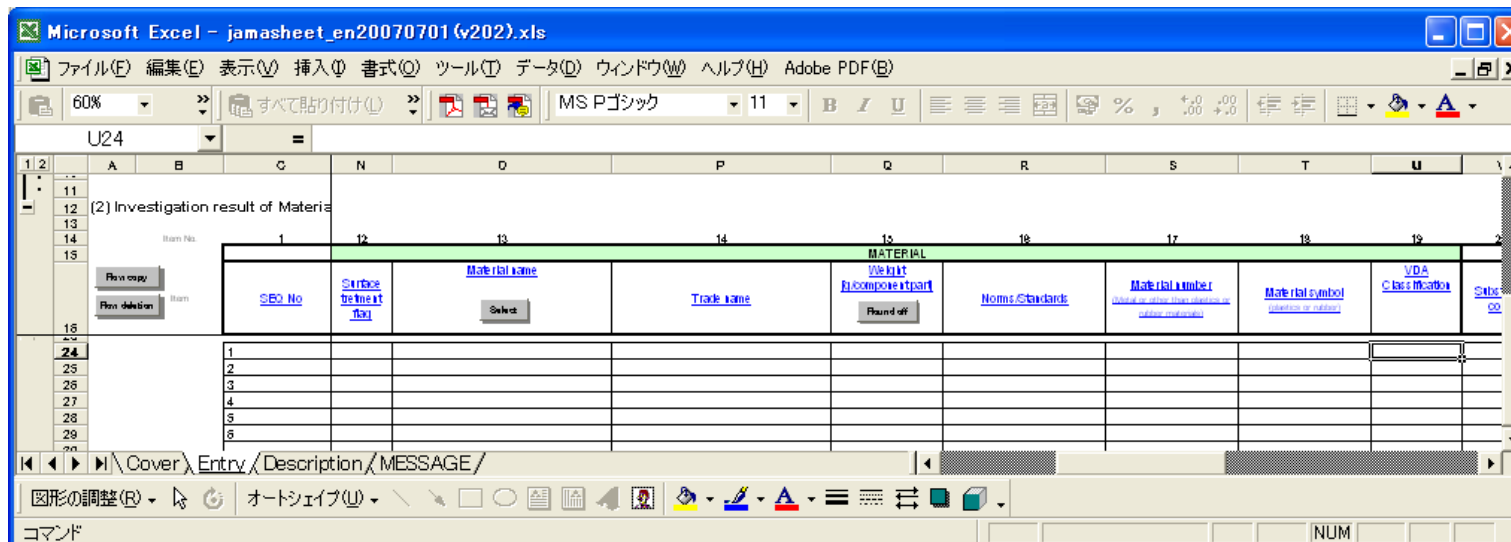 Microsoft Excel - jamasheet_en20070701(v202).xls
ファイル(F) 編集(E) 表示(V) 挿入(I) 書式(O) ツール(T) データ(D) ウィンドウ(W) ヘルプ(H) Adobe PDF(B)
60% すべて貼り付け(L) MS Pゴシック 11 B I U % ,
U24 =
1 2 A B C N O P Q R S T U
11
12 (2) Investigation result of Materia
13
14 Item No. 1 12 13 14 15 16 17 18 19
15 MATERIAL
Row copy
Row deletion
Item
SEQ No
Surface
tretment
flag
Material name
Select
Trade name
Weight
kg/componentpart
Round off
Norms/Standards
Material number
(Metal or other than plastics or
rubber materials)
Material symbol
(plastics or rubber)
VDA
Classification
Subs
co
16
24 1
25 2
26 3
27 4
28 5
29 6
Cover Entry Description MESSAGE
図形の調整(R) オートシェイプ(U)
コマンド NUM